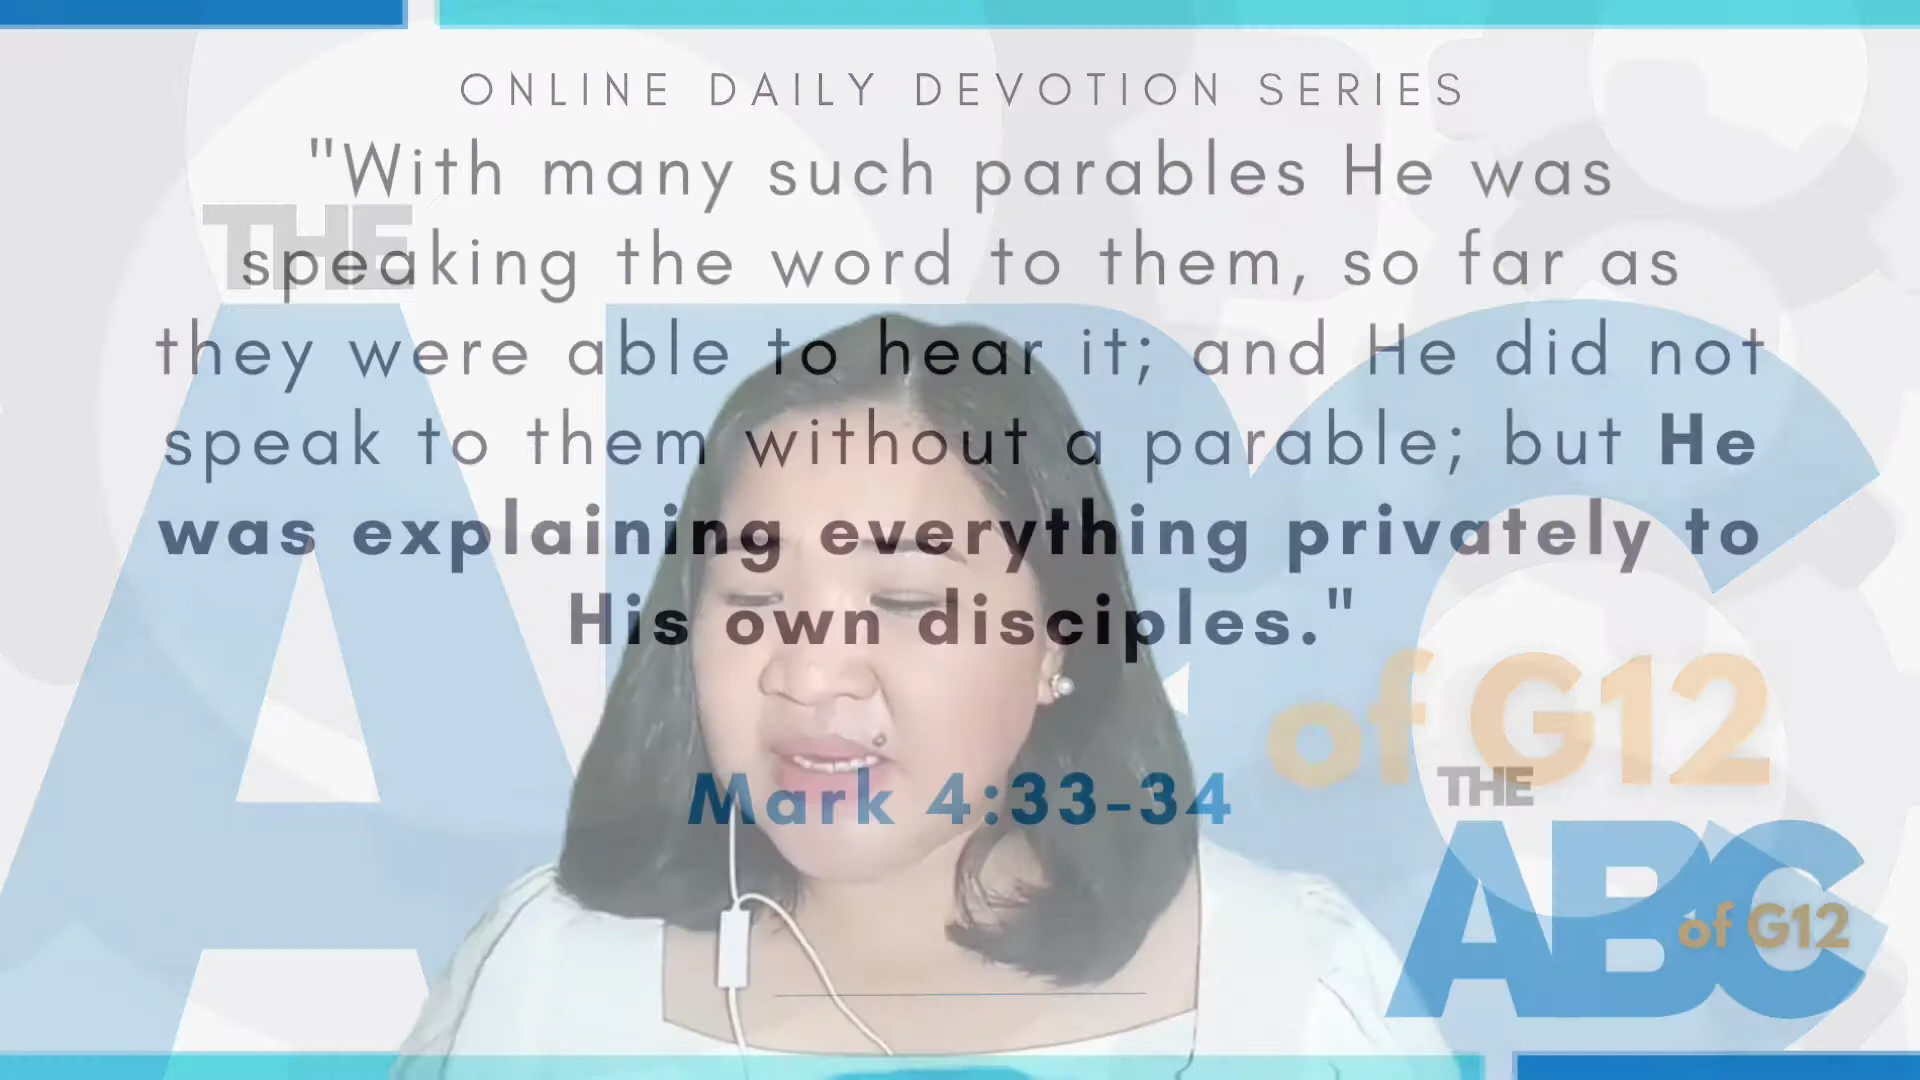 ONLINE DAILY DEVOTION SERIES
"With many such parables He was
speaking the word to them, so far as
they were able to hear it; and He did not
speak to them without a parable; but He
was explaining everything privately to
His own disciples."
Mark 4:33-34
THE
ABC
of G12
THE
ABC
of G12